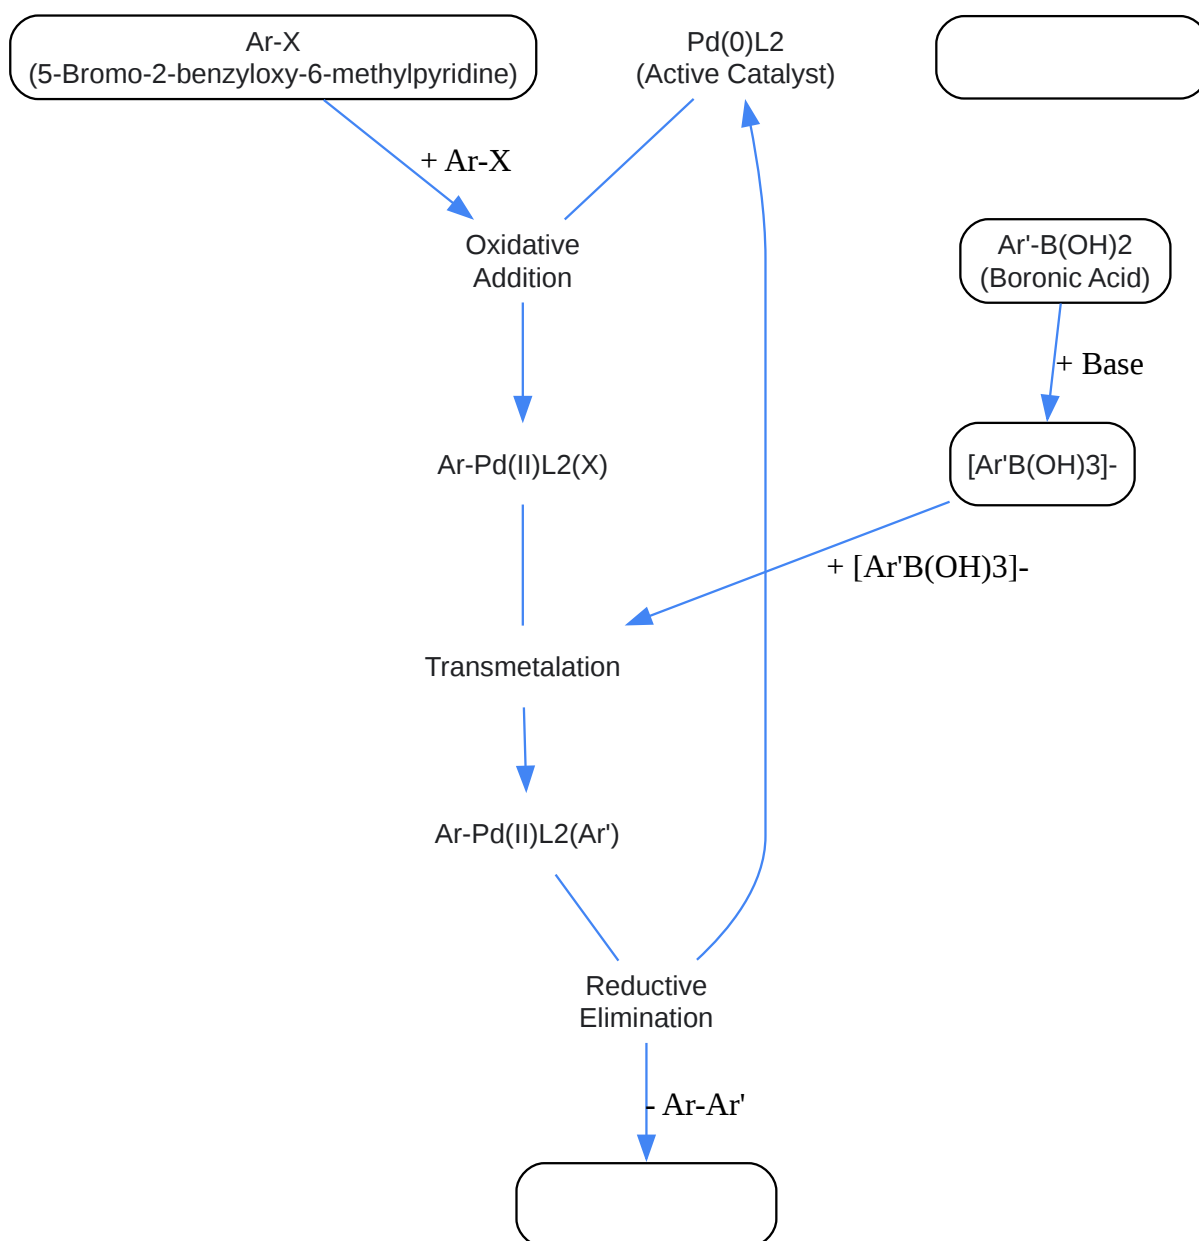 Ar-X
(5-Bromo-2-benzyloxy-6-methylpyridine)
Pd(0)L2
(Active Catalyst)
+ Ar-X
Oxidative
Addition
Ar'-B(OH)2
(Boronic Acid)
+ Base
Ar-Pd(II)L2(X)
[Ar'B(OH)3]-
+ [Ar'B(OH)3]-
Transmetalation
Ar-Pd(II)L2(Ar')
Reductive
Elimination
- Ar-Ar'